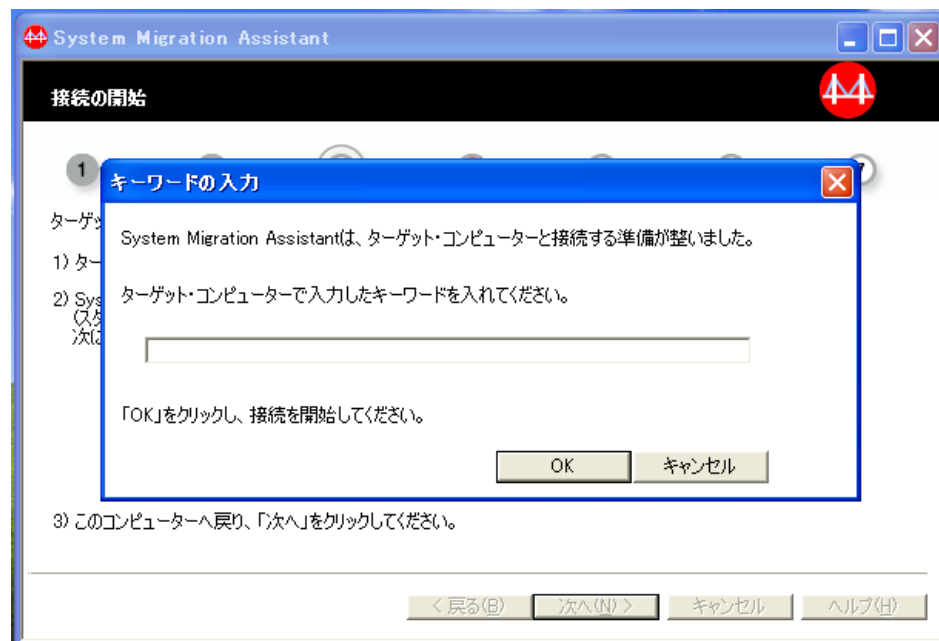 System Migration Assistant
接続の開始
1
7
キーワードの入力
ターゲッ
System Migration Assistantは、ターゲット・コンピューターと接続する準備が整いました。
1) ター
ターゲット・コンピューターで入力したキーワードを入れてください。
2) Sys
(スタ
次に
「OK」をクリックし、接続を開始してください。
OK キャンセル
3) このコンピューターへ戻り、「次へ」をクリックしてください。
< 戻る(B) 次へ(N) > キャンセル ヘルプ(H)